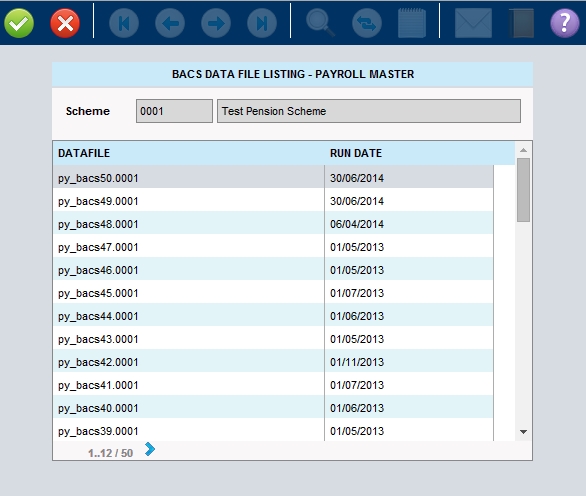 ?
BACS DATA FILE LISTING - PAYROLL MASTER
Scheme 0001 Test Pension Scheme
DATAFILE RUN DATE
py_bacs50.0001 30/06/2014
py_bacs49.0001 30/06/2014
py_bacs48.0001 06/04/2014
py_bacs47.0001 01/05/2013
py_bacs46.0001 01/05/2013
py_bacs45.0001 01/07/2013
py_bacs44.0001 01/06/2013
py_bacs43.0001 01/05/2013
py_bacs42.0001 01/11/2013
py_bacs41.0001 01/07/2013
py_bacs40.0001 01/06/2013
py_bacs39.0001 01/05/2013
1..12 / 50